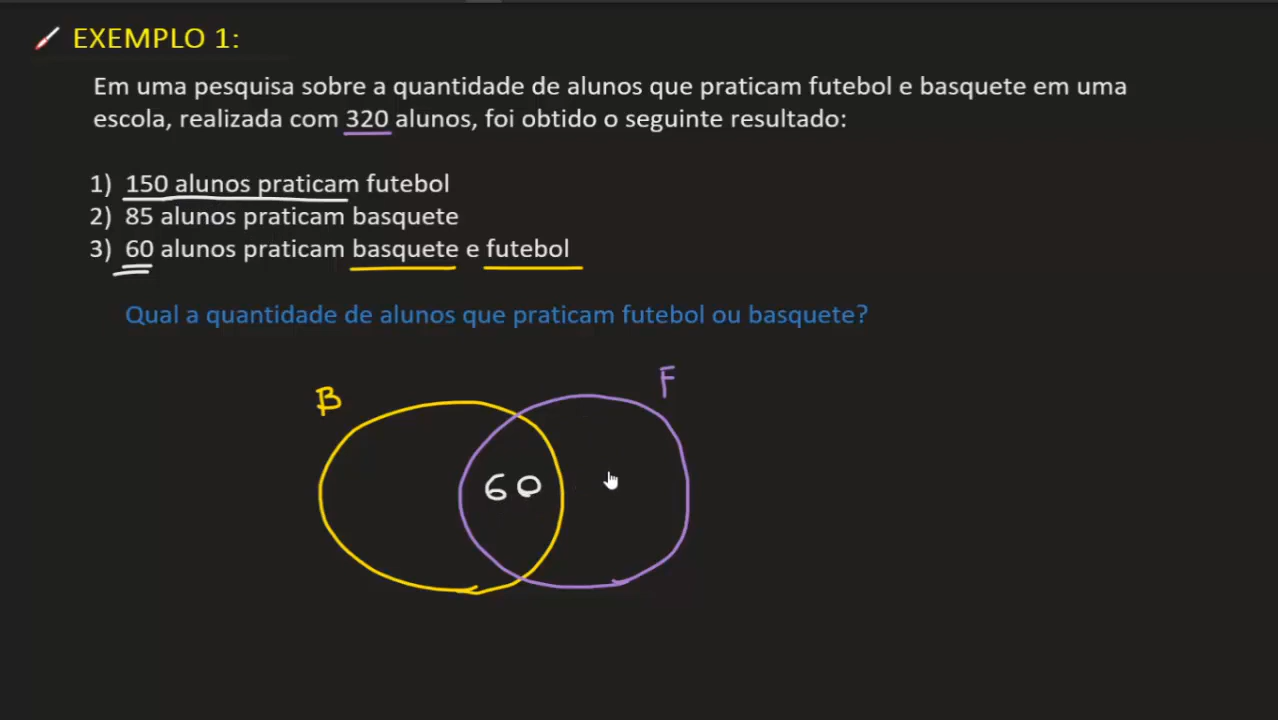 EXEMPLO 1:
Em uma pesquisa sobre a quantidade de alunos que praticam futebol e basquete em uma
escola, realizada com 320 alunos, foi obtido o seguinte resultado:
1) 150 alunos praticam futebol
2) 85 alunos praticam basquete
3) 60 alunos praticam basquete e futebol
Qual a quantidade de alunos que praticam futebol ou basquete?
B
F
60